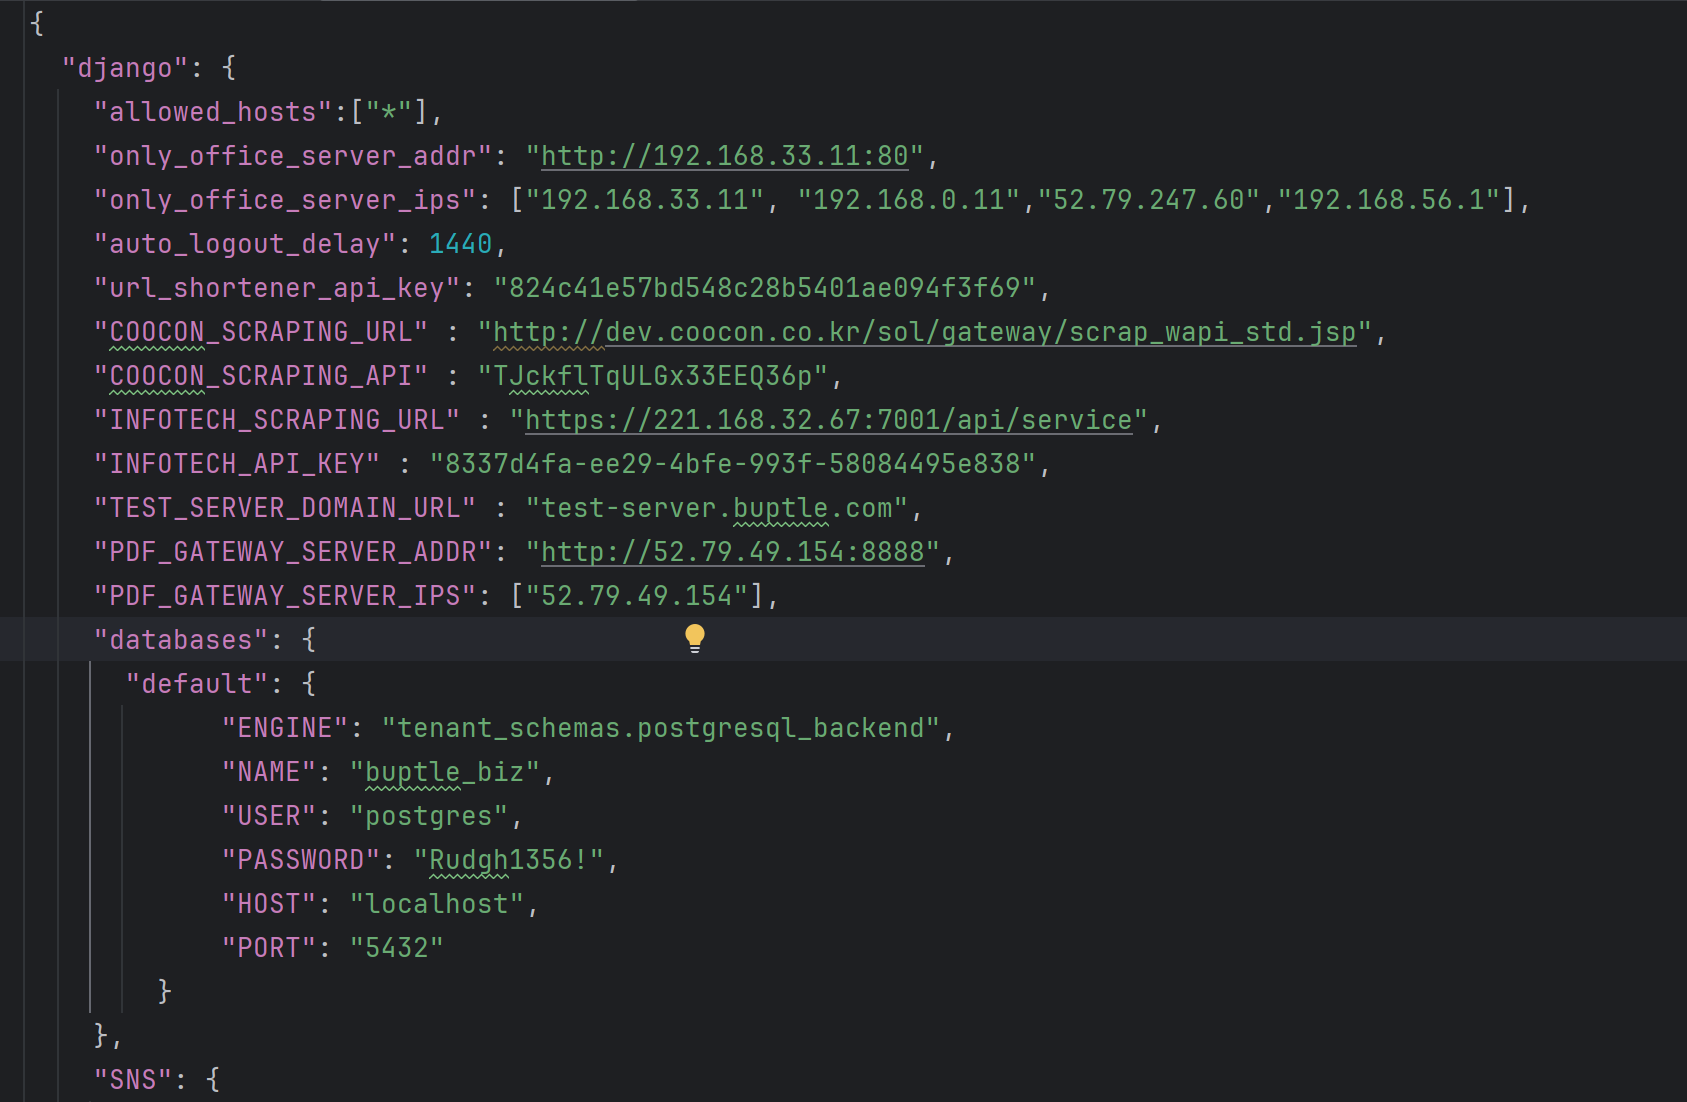 {
"django": {
"allowed_hosts":["*"],
"only_office_server_addr": "http://192.168.33.11:80",
"only_office_server_ips": ["192.168.33.11", "192.168.0.11","52.79.247.60","192.168.56.1"],
"auto_logout_delay": 1440,
"url_shortener_api_key": "824c41e57bd548c28b5401ae094f3f69",
"COOCON_SCRAPING_URL" : "http://dev.coocon.co.kr/sol/gateway/scrap_wapi_std.jsp",
"COOCON_SCRAPING_API" : "TJckflTqULGx33EEQ36p",
"INFOTECH_SCRAPING_URL" : "https://221.168.32.67:7001/api/service",
"INFOTECH_API_KEY" : "8337d4fa-ee29-4bfe-993f-58084495e838",
"TEST_SERVER_DOMAIN_URL" : "test-server.buptle.com",
"PDF_GATEWAY_SERVER_ADDR": "http://52.79.49.154:8888",
"PDF_GATEWAY_SERVER_IPS": ["52.79.49.154"],
"databases": {
"default": {
"ENGINE": "tenant_schemas.postgresql_backend",
"NAME": "buptle_biz",
"USER": "postgres",
"PASSWORD": "Rudgh1356!",
"HOST": "localhost",
"PORT": "5432"
}
},
"SNS": {